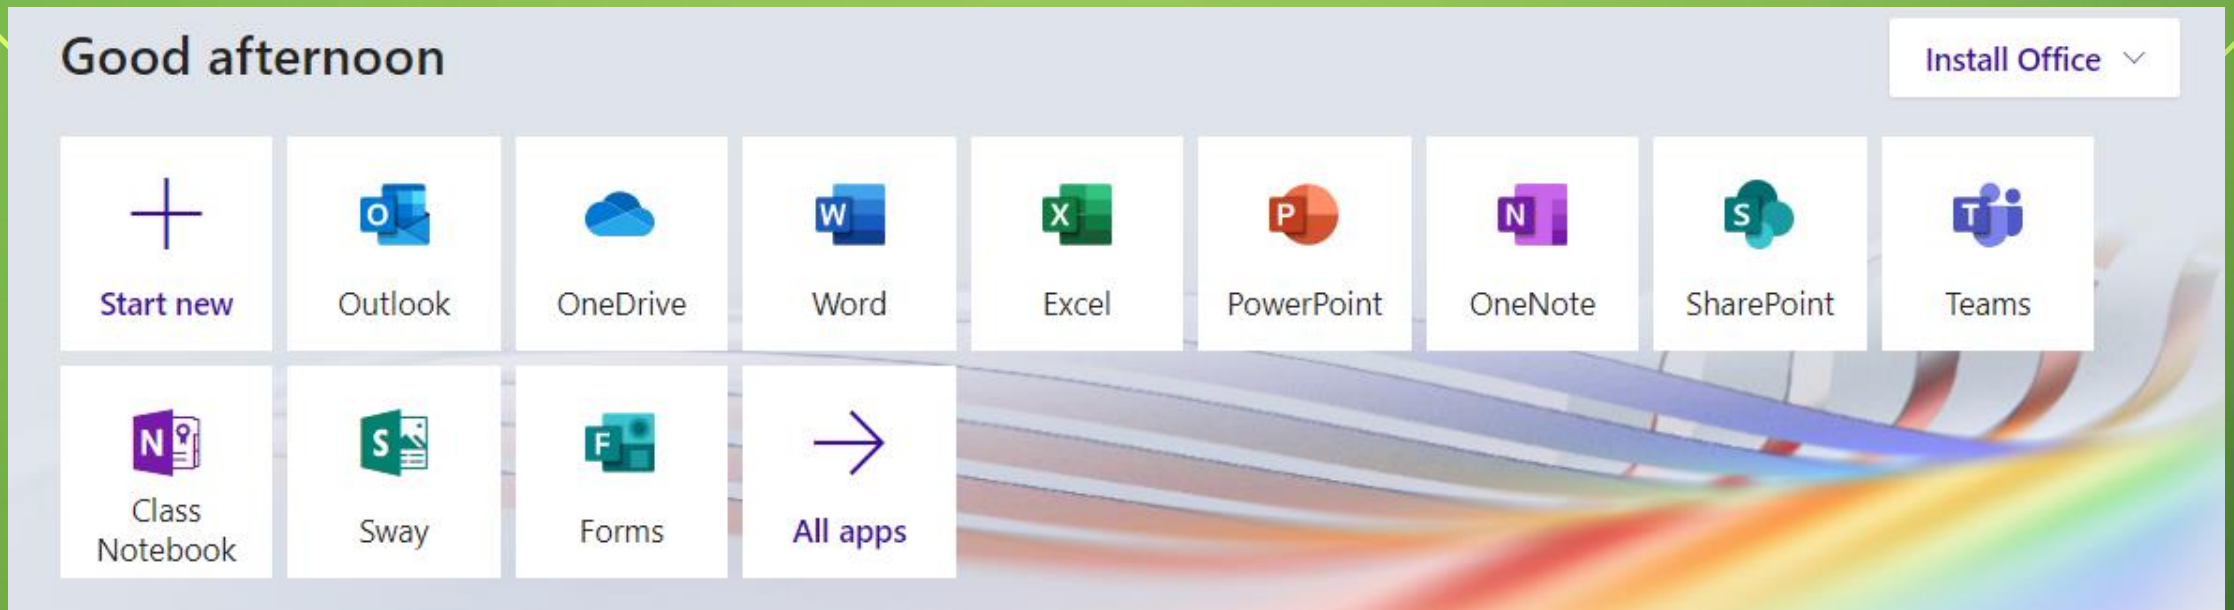 Good afternoon
Install Office
Start new
Outlook
OneDrive
Word
Excel
PowerPoint
OneNote
SharePoint
Teams
Class
Notebook
Sway
Forms
All apps